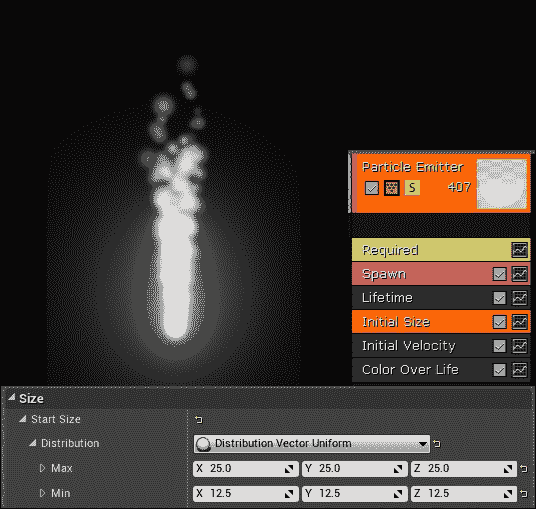 Particle Emitter
S 407
Required
Spawn
Lifetime
Initial Size
Initial Velocity
Color Over Life
Size
Start Size
Distribution Distribution Vector Uniform
Max X 25.0 Y 25.0 Z 25.0
Min X 12.5 Y 12.5 Z 12.5